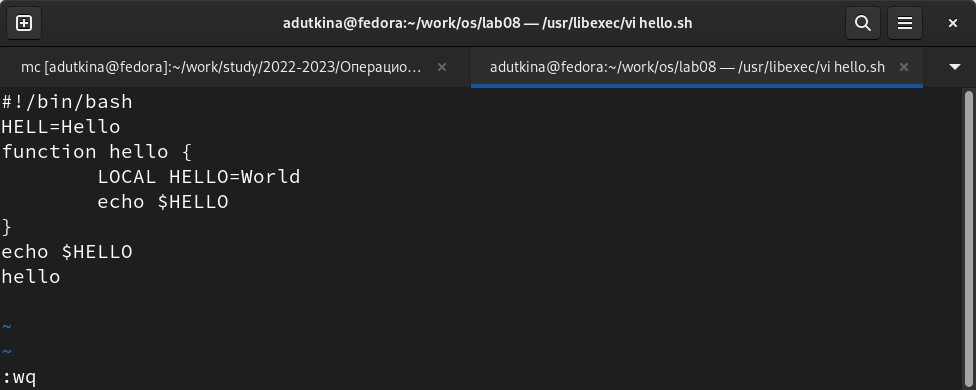 adutkina@fedora:~/work/os/lab08 — /usr/libexec/vi hello.sh
mc [adutkina@fedora]:~/work/study/2022-2023/Операцио…
adutkina@fedora:~/work/os/lab08 — /usr/libexec/vi hello.sh
#!/bin/bash
HELL=Hello
function hello {
        LOCAL HELLO=World
        echo $HELLO
}
echo $HELLO
hello
~
~
:wq